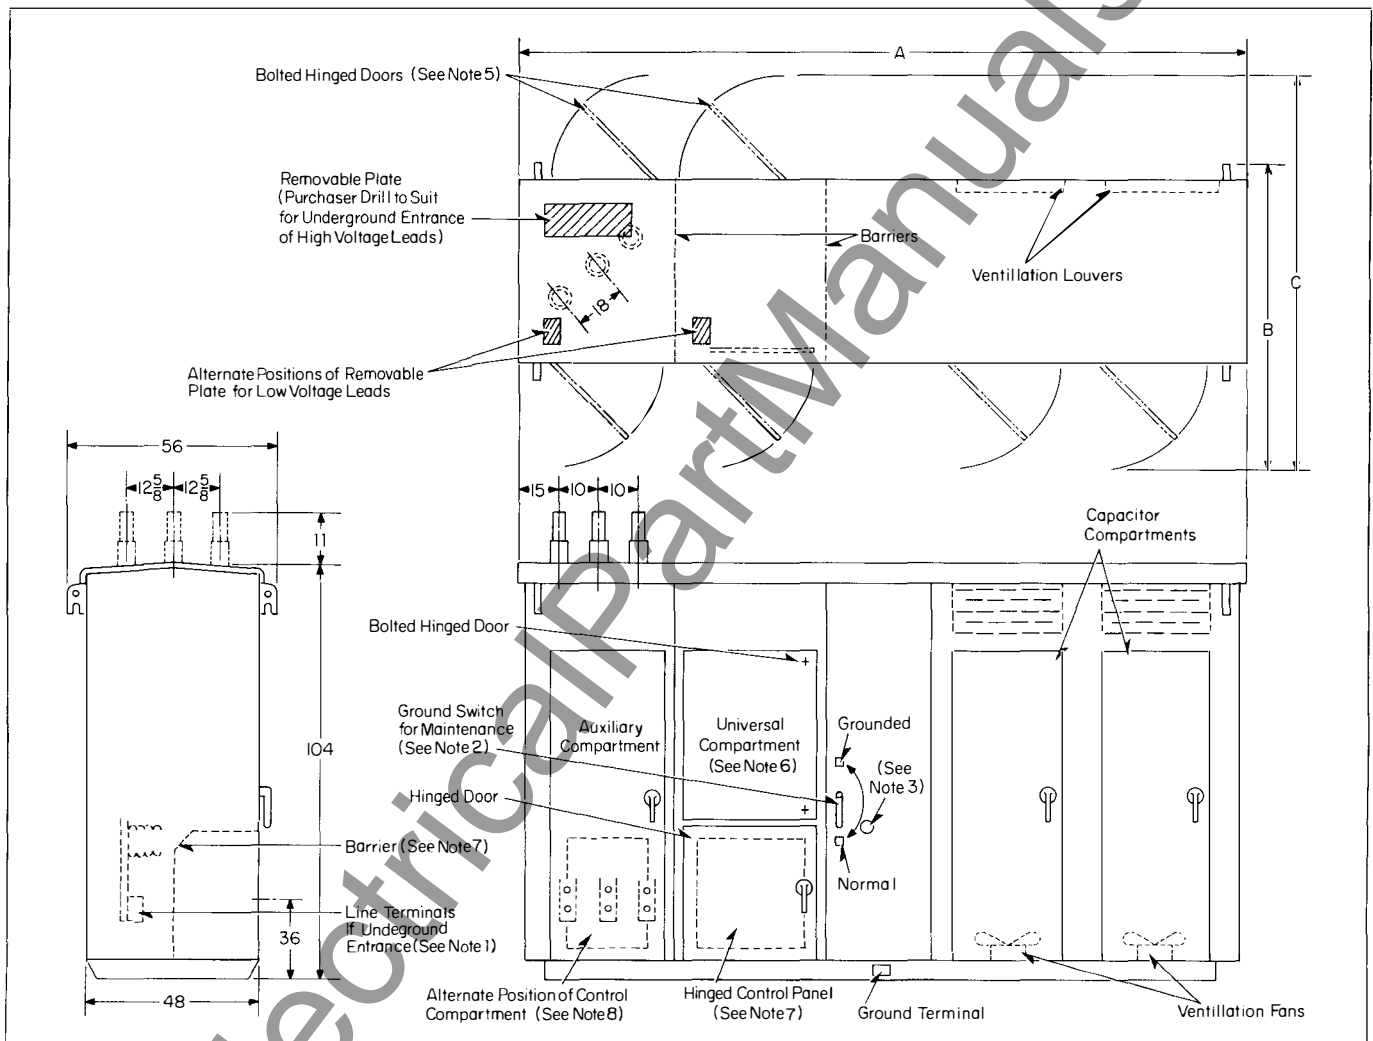 A
Bolted Hinged Doors (See Note 5)
Removable Plate
(Purchaser Drill to Suit
for Underground Entrance
of High Voltage Leads)
Barriers
Ventillation Louvers
C
B
18
Alternate Positions of Removable
Plate for Low Voltage Leads
56
12 5/8 12 5/8
11
15 10 10
Capacitor
Compartments
Bolted Hinged Door
Ground Switch
for Maintenance
(See Note 2)
Auxiliary
Compartment
Universal
Compartment
(See Note 6)
Grounded
(See
Note 3)
104
Hinged Door
Barrier (See Note 7)
Normal
Line Terminals
If Undeground
Entrance (See Note 1)
36
48
Alternate Position of Control
Compartment (See Note 8)
Hinged Control Panel
(See Note 7)
Ground Terminal
Ventillation Fans
ElectricalPartManuals